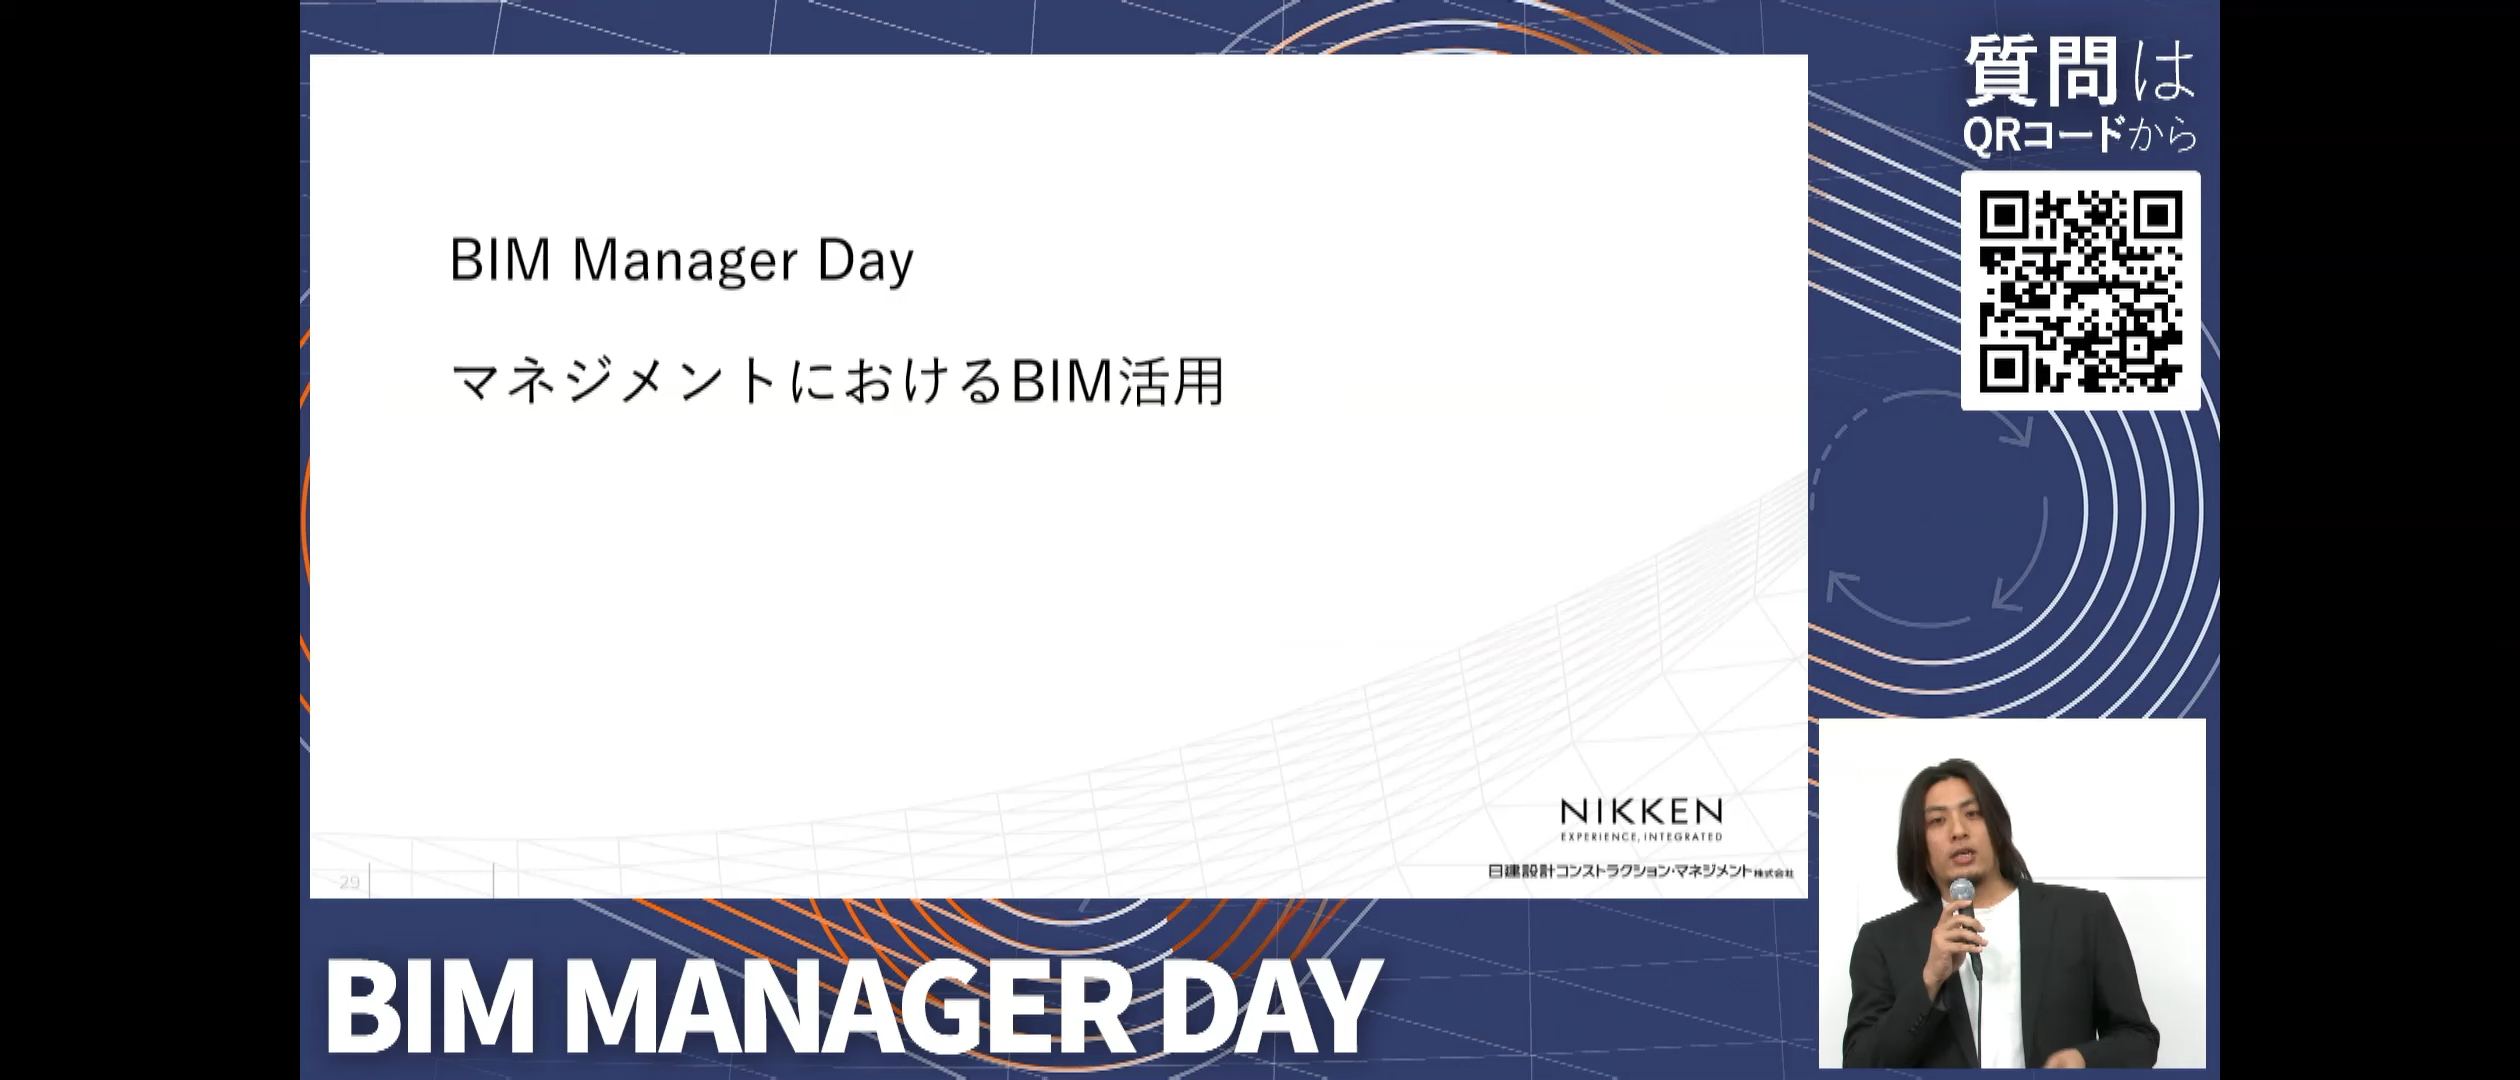 質問は
QRコードから
BIM Manager Day
マネジメントにおけるBIM活用
NIKKEN
EXPERIENCE, INTEGRATED
日建設計コンストラクション・マネジメント株式会社
29
BIM MANAGER DAY